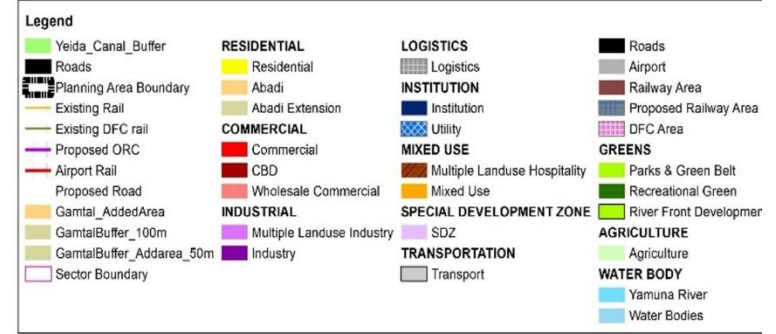 Legend
Yeida_Canal_Buffer
Roads
Planning Area Boundary
Existing Rail
Existing DFC rail
Proposed ORC
Airport Rail
Proposed Road
Gamtal_AddedArea
GamtalBuffer_100m
GamtalBuffer_Addarea_50m
Sector Boundary
RESIDENTIAL
Residential
Abadi
Abadi Extension
COMMERCIAL
Commercial
CBD
Wholesale Commercial
INDUSTRIAL
Multiple Landuse Industry
Industry
LOGISTICS
Logistics
INSTITUTION
Institution
Utility
MIXED USE
Multiple Landuse Hospitality
Mixed Use
SPECIAL DEVELOPMENT ZONE
SDZ
TRANSPORTATION
Transport
Roads
Airport
Railway Area
Proposed Railway Area
DFC Area
GREENS
Parks & Green Belt
Recreational Green
River Front Developmen
AGRICULTURE
Agriculture
WATER BODY
Yamuna River
Water Bodies